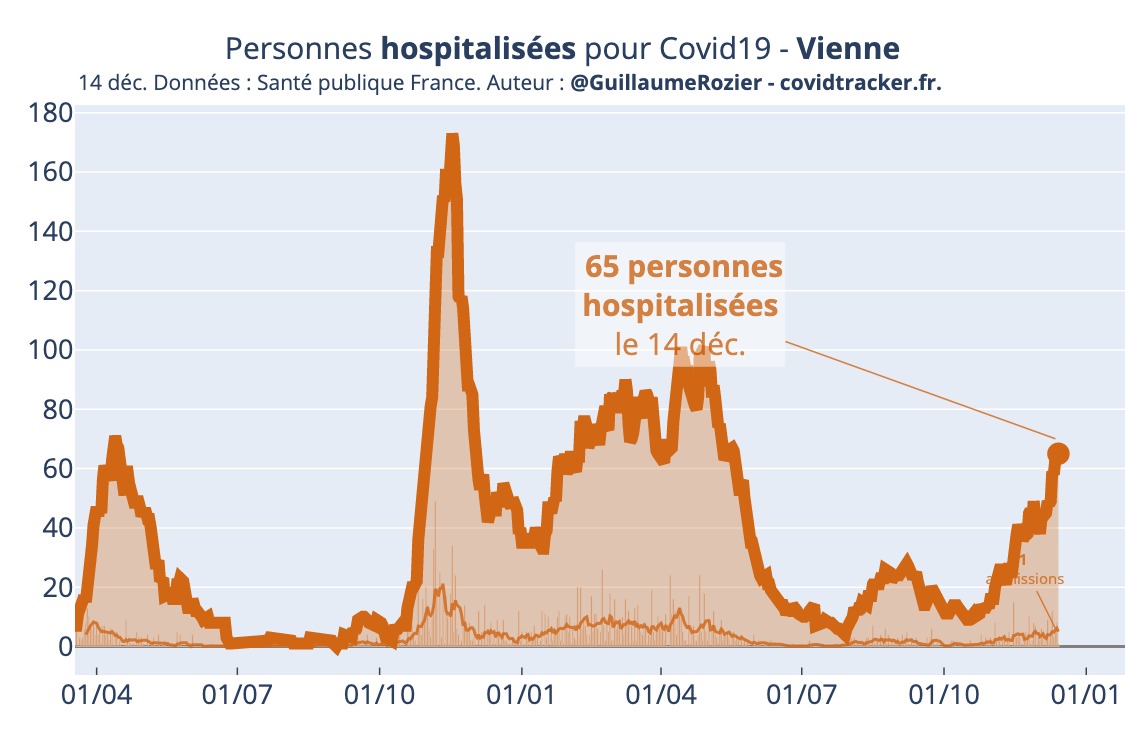 Personnes hospitalisées pour Covid19 - Vienne
14 déc. Données : Santé publique France. Auteur : @GuillaumeRozier - covidtracker.fr.
180
160
140
120
100
80
60
40
20
0
65 personnes
hospitalisées
le 14 déc.
01/04 01/07 01/10 01/01 01/04 01/07 01/10 01/01